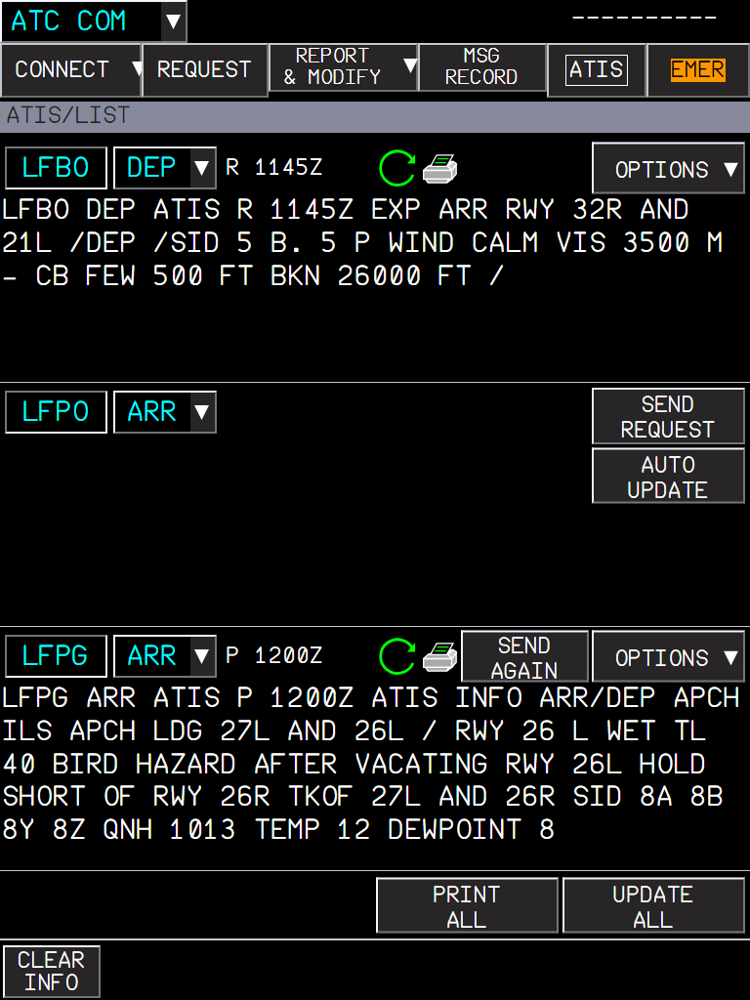 ATC COM ▼ ----------
CONNECT ▼ REQUEST REPORT & MODIFY ▼ MSG RECORD ATIS EMER
ATIS/LIST
LFBO DEP ▼ R 1145Z OPTIONS ▼
LFBO DEP ATIS R 1145Z EXP ARR RWY 32R AND
21L /DEP /SID 5 B. 5 P WIND CALM VIS 3500 M
- CB FEW 500 FT BKN 26000 FT /
LFPO ARR ▼ SEND REQUEST
AUTO UPDATE
LFPG ARR ▼ P 1200Z SEND AGAIN OPTIONS ▼
LFPG ARR ATIS P 1200Z ATIS INFO ARR/DEP APCH
ILS APCH LDG 27L AND 26L / RWY 26 L WET TL
40 BIRD HAZARD AFTER VACATING RWY 26L HOLD
SHORT OF RWY 26R TKOF 27L AND 26R SID 8A 8B
8Y 8Z QNH 1013 TEMP 12 DEWPOINT 8
PRINT ALL UPDATE ALL
CLEAR INFO